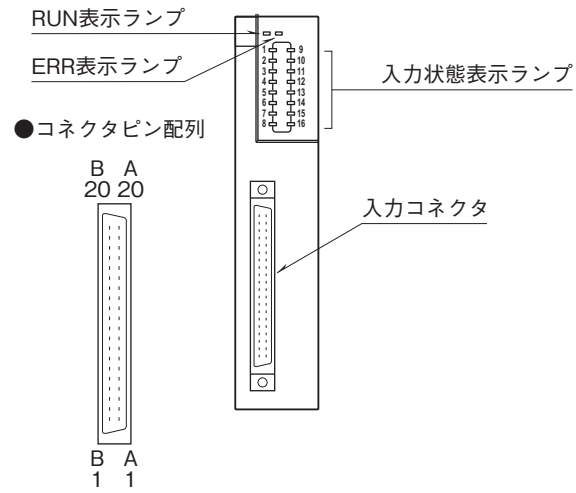 RUN表示ランプ
ERR表示ランプ
1 9
2 10
3 11
4 12
5 13
6 14
7 15
8 16
入力状態表示ランプ
●コネクタピン配列
B A
20 20
入力コネクタ
B A
1 1